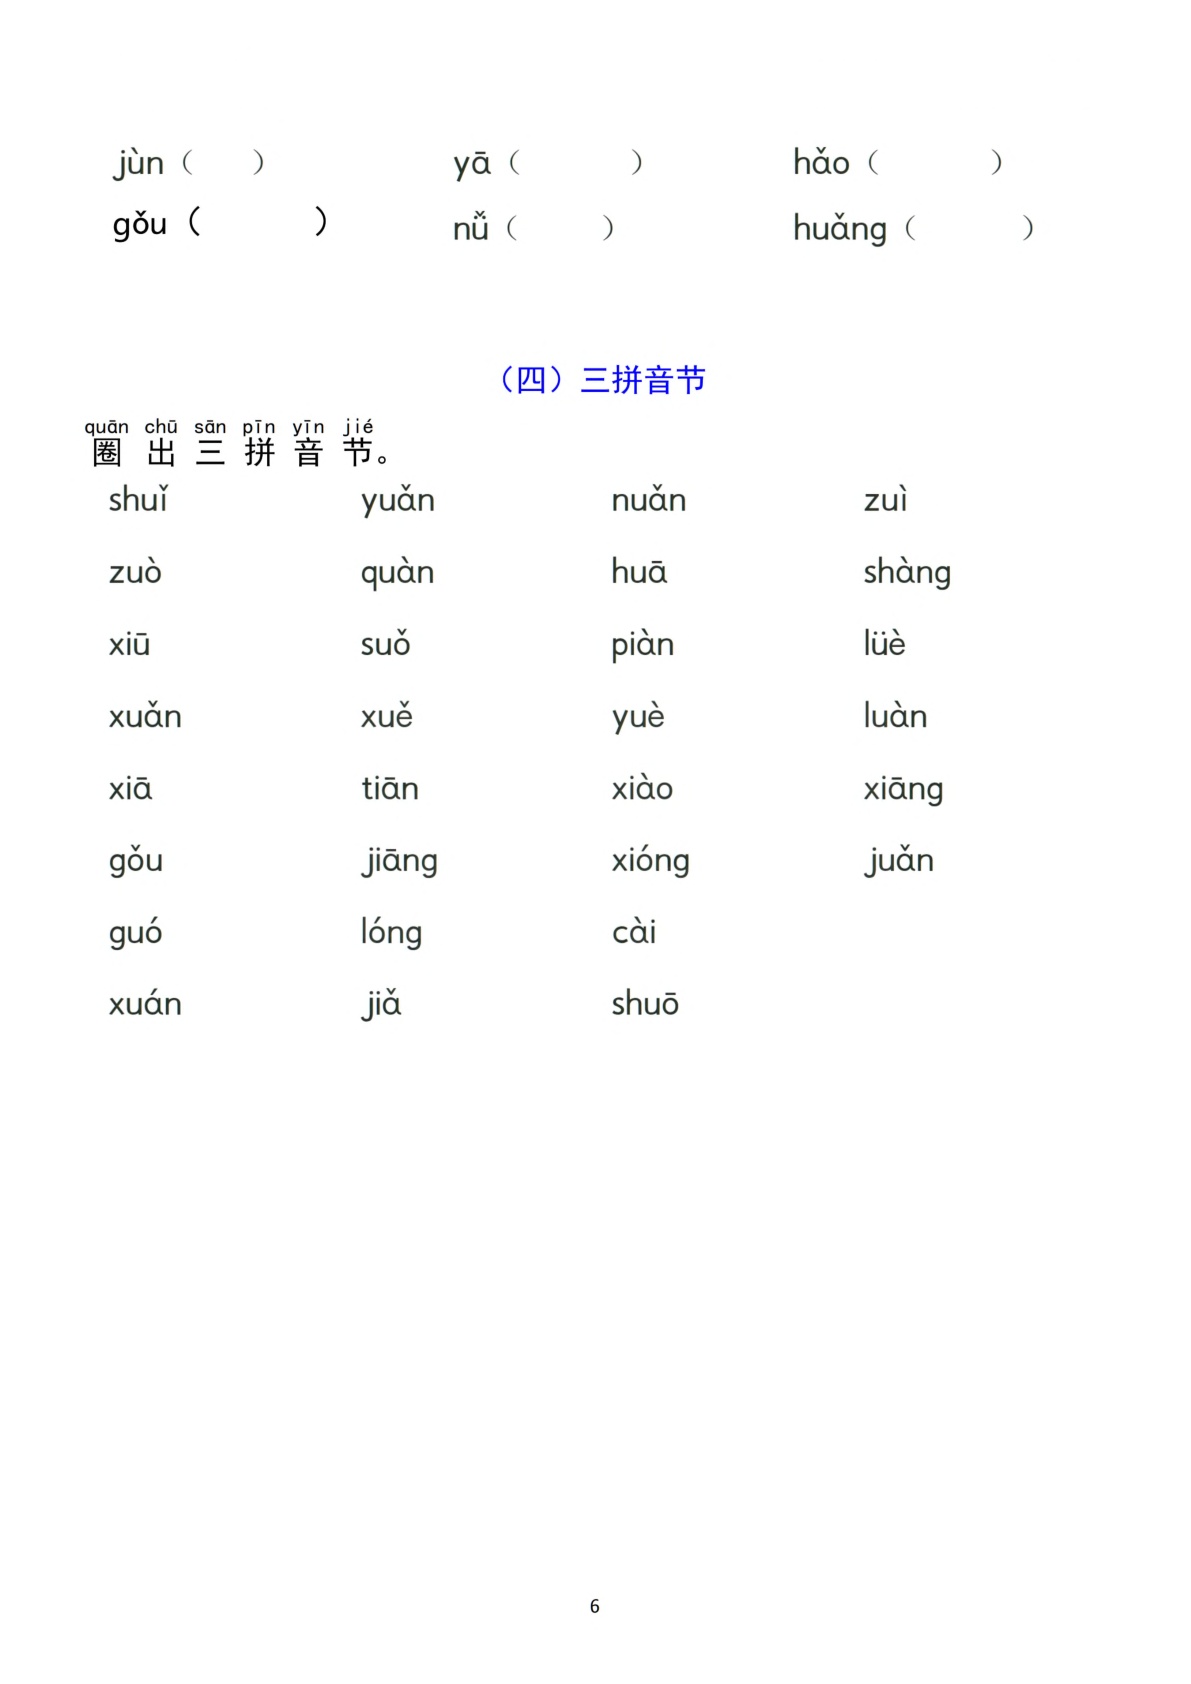 jùn（ ） yā（ ） hǎo（ ）
gǒu（ ） nǚ（ ） huǎng（ ）
（四）三拼音节
quān chū sān pīn yīn jié
圈 出 三 拼 音 节。
shuǐ yuǎn nuǎn zuì
zuò quàn huā shàng
xiū suǒ piàn lüè
xuǎn xuě yuè luàn
xiā tiān xiào xiāng
gǒu jiāng xióng juǎn
guó lóng cài
xuán jiǎ shuō
6